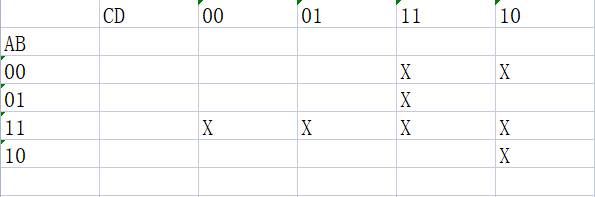 CD 00 01 11 10
AB
00 X X
01 X
11 X X X X
10 X